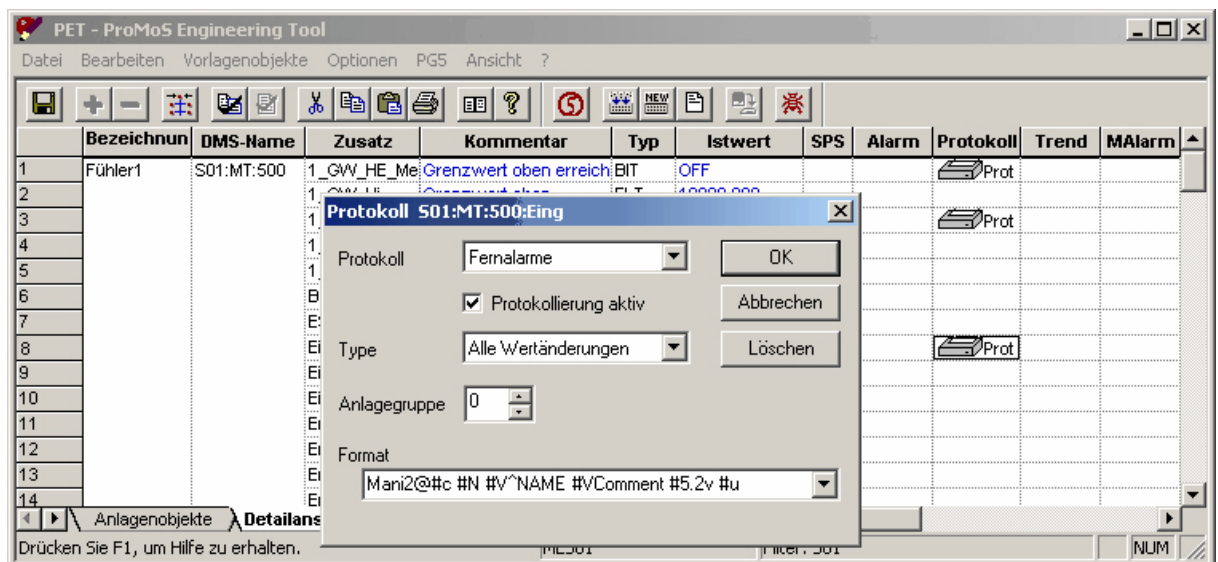 PET - ProMoS Engineering Tool
Datei Bearbeiten Vorlagenobjekte Optionen PG5 Ansicht ?
NEW
Bezeichnun DMS-Name Zusatz Kommentar Typ Istwert SPS Alarm Protokoll Trend MAlarm
1 Fühler1 S01:MT:500 1_GW_HE_Me Grenzwert oben erreich BIT OFF Prot
2
3 Prot
4
5
6
7
8 Prot
9
10
11
12
13
14
Protokoll S01:MT:500:Eing
Protokoll Fernalarme OK
Protokollierung aktiv Abbrechen
Type Alle Wertänderungen Löschen
Anlagegruppe 0
Format
Mani2@#c #N #V^NAME #VComment #5.2v #u
Anlagenobjekte Detailans
Drücken Sie F1, um Hilfe zu erhalten. NUM